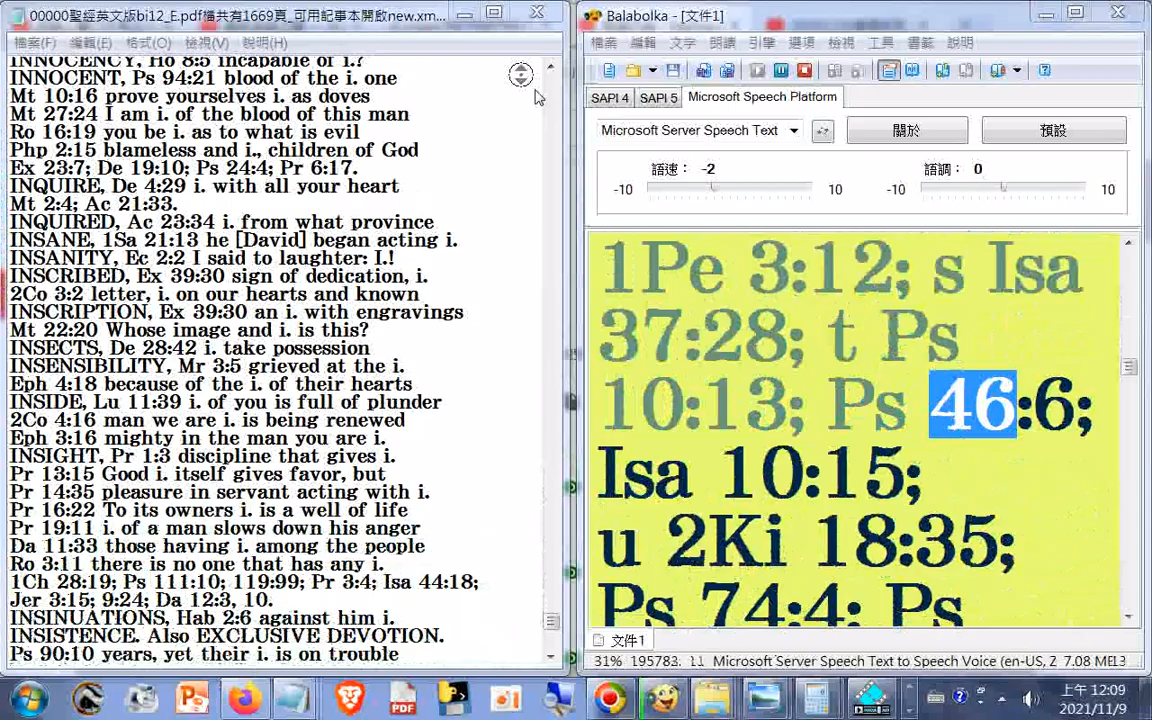 00000聖經英文版bi12_E.pdf檔共有1669頁_可用記事本開啟new.xm...
檔案(F) 編輯(E) 格式(O) 檢視(V) 說明(H)
INNOCENCY, Ho 8:5 incapable of i.?
INNOCENT, Ps 94:21 blood of the i. one
Mt 10:16 prove yourselves i. as doves
Mt 27:24 I am i. of the blood of this man
Ro 16:19 you be i. as to what is evil
Php 2:15 blameless and i., children of God
Ex 23:7; De 19:10; Ps 24:4; Pr 6:17.
INQUIRE, De 4:29 i. with all your heart
Mt 2:4; Ac 21:33.
INQUIRED, Ac 23:34 i. from what province
INSANE, 1Sa 21:13 he [David] began acting i.
INSANITY, Ec 2:2 I said to laughter: I.!
INSCRIBED, Ex 39:30 sign of dedication, i.
2Co 3:2 letter, i. on our hearts and known
INSCRIPTION, Ex 39:30 an i. with engravings
Mt 22:20 Whose image and i. is this?
INSECTS, De 28:42 i. take possession
INSENSIBILITY, Mr 3:5 grieved at the i.
Eph 4:18 because of the i. of their hearts
INSIDE, Lu 11:39 i. of you is full of plunder
2Co 4:16 man we are i. is being renewed
Eph 3:16 mighty in the man you are i.
INSIGHT, Pr 1:3 discipline that gives i.
Pr 13:15 Good i. itself gives favor, but
Pr 14:35 pleasure in servant acting with i.
Pr 16:22 To its owners i. is a well of life
Pr 19:11 i. of a man slows down his anger
Da 11:33 those having i. among the people
Ro 3:11 there is no one that has any i.
1Ch 28:19; Ps 111:10; 119:99; Pr 3:4; Isa 44:18;
Jer 3:15; 9:24; Da 12:3, 10.
INSINUATIONS, Hab 2:6 against him i.
INSISTENCE. Also EXCLUSIVE DEVOTION.
Ps 90:10 years, yet their i. is on trouble
Balabolka - [文件1]
檔案 編輯 文字 朗讀 引擎 選項 檢視 工具 書籤 說明
SAPI 4 SAPI 5 Microsoft Speech Platform
Microsoft Server Speech Text 關於 預設
語速： -2 語調： 0
-10 10 -10 10
1Pe 3:12; s Isa
37:28; t Ps
10:13; Ps 46:6;
Isa 10:15;
u 2Ki 18:35;
Ps 74:4; Ps
文件1
31% 195783: 11 Microsoft Server Speech Text to Speech Voice (en-US, Z 7.08 ME
PDF
上午 12:09
2021/11/9